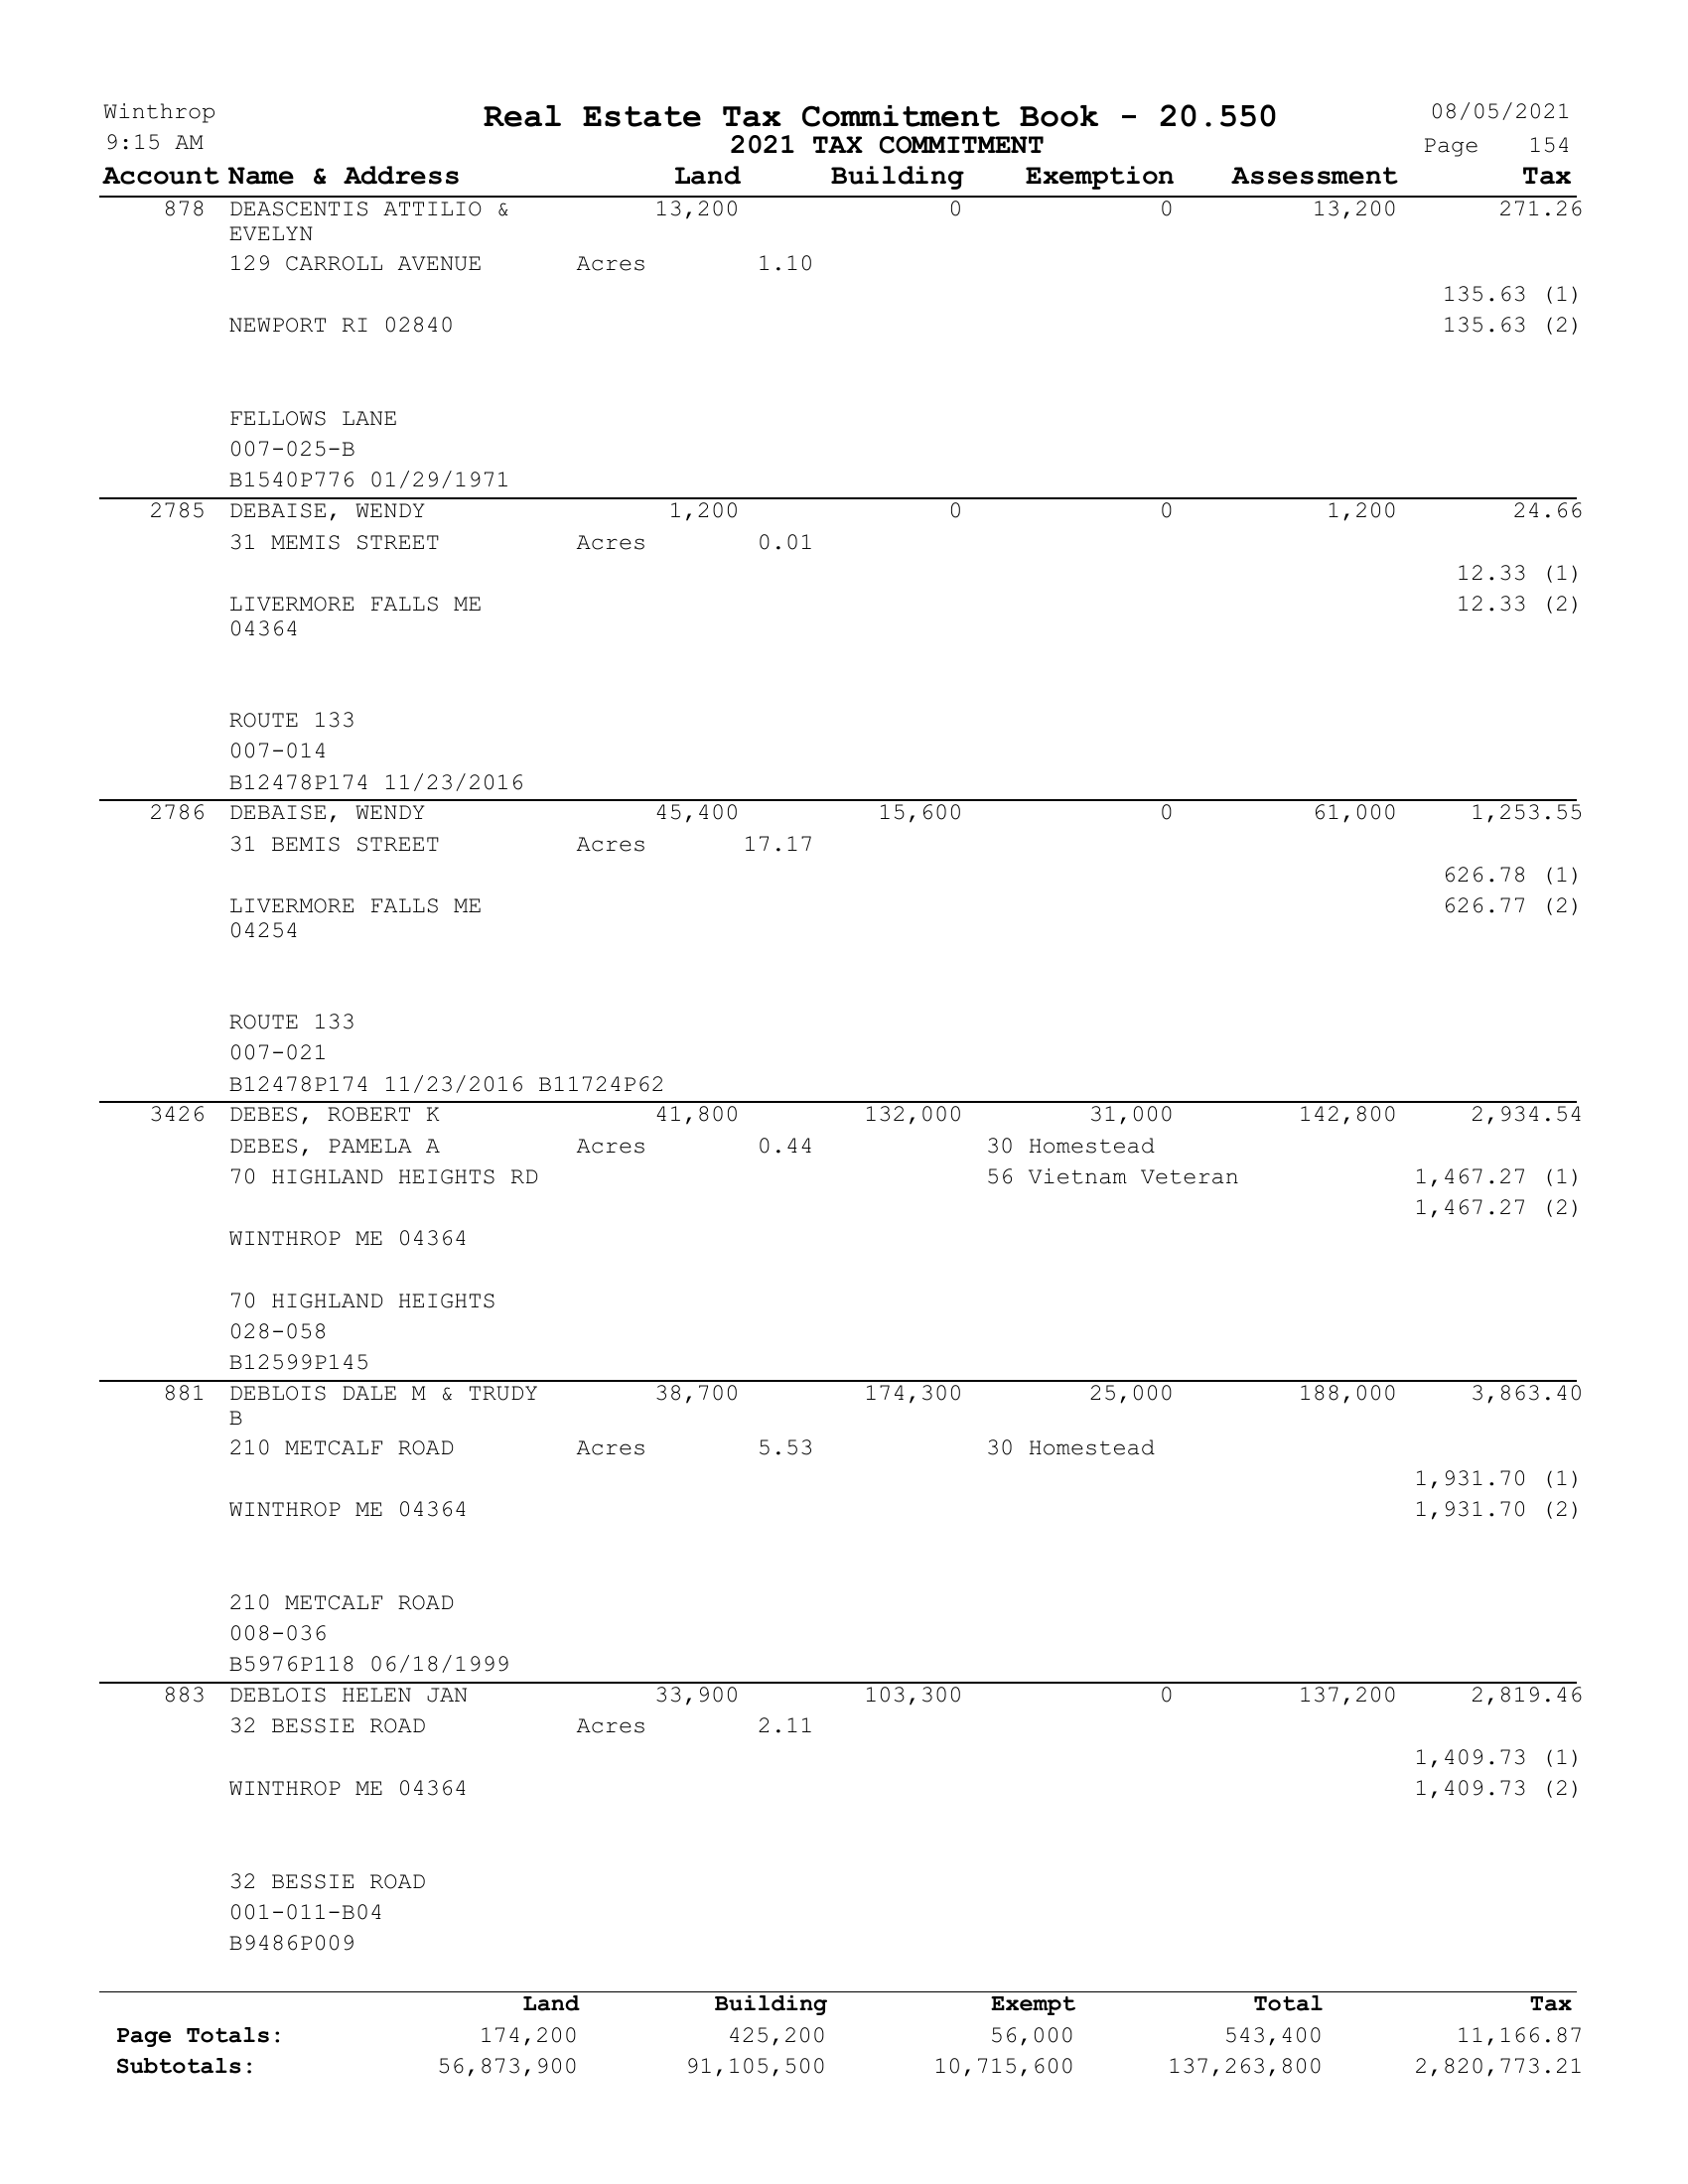 Winthrop Real Estate Tax Commitment Book - 20.550 08/05/2021
9:15 AM 2021 TAX COMMITMENT Page 154
Account Name & Address Land Building Exemption Assessment Tax
878 DEASCENTIS ATTILIO & 13,200 0 0 13,200 271.26
EVELYN
129 CARROLL AVENUE Acres 1.10
135.63 (1)
NEWPORT RI 02840 135.63 (2)
FELLOWS LANE
007-025-B
B1540P776 01/29/1971
2785 DEBAISE, WENDY 1,200 0 0 1,200 24.66
31 MEMIS STREET Acres 0.01
12.33 (1)
LIVERMORE FALLS ME 12.33 (2)
04364
ROUTE 133
007-014
B12478P174 11/23/2016
2786 DEBAISE, WENDY 45,400 15,600 0 61,000 1,253.55
31 BEMIS STREET Acres 17.17
626.78 (1)
LIVERMORE FALLS ME 626.77 (2)
04254
ROUTE 133
007-021
B12478P174 11/23/2016 B11724P62
3426 DEBES, ROBERT K 41,800 132,000 31,000 142,800 2,934.54
DEBES, PAMELA A Acres 0.44 30 Homestead
70 HIGHLAND HEIGHTS RD 56 Vietnam Veteran 1,467.27 (1)
1,467.27 (2)
WINTHROP ME 04364
70 HIGHLAND HEIGHTS
028-058
B12599P145
881 DEBLOIS DALE M & TRUDY 38,700 174,300 25,000 188,000 3,863.40
B
210 METCALF ROAD Acres 5.53 30 Homestead
1,931.70 (1)
WINTHROP ME 04364 1,931.70 (2)
210 METCALF ROAD
008-036
B5976P118 06/18/1999
883 DEBLOIS HELEN JAN 33,900 103,300 0 137,200 2,819.46
32 BESSIE ROAD Acres 2.11
1,409.73 (1)
WINTHROP ME 04364 1,409.73 (2)
32 BESSIE ROAD
001-011-B04
B9486P009
Land Building Exempt Total Tax
Page Totals: 174,200 425,200 56,000 543,400 11,166.87
Subtotals: 56,873,900 91,105,500 10,715,600 137,263,800 2,820,773.21